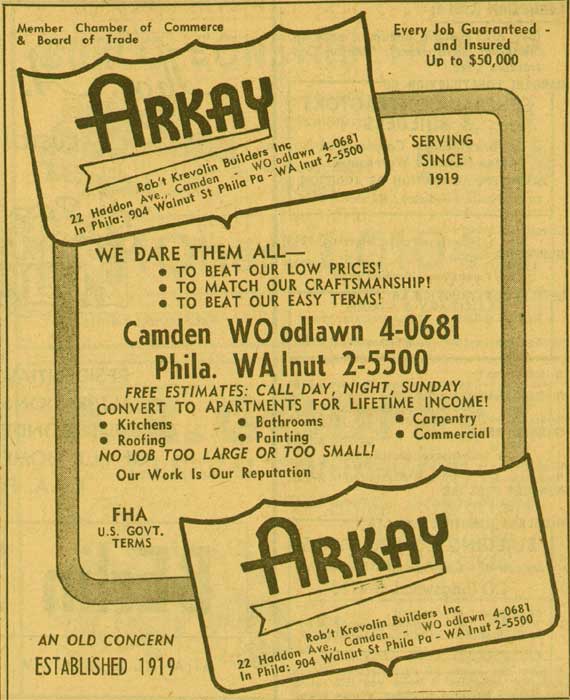 Member Chamber of Commerce
& Board of Trade
Every Job Guaranteed -
and Insured
Up to $50,000
ARKAY
Rob't Krevolin Builders Inc
22 Haddon Ave., Camden - WO odlawn 4-0681
In Phila: 904 Walnut St Phila Pa - WA lnut 2-5500
SERVING
SINCE
1919
WE DARE THEM ALL—
• TO BEAT OUR LOW PRICES!
• TO MATCH OUR CRAFTSMANSHIP!
• TO BEAT OUR EASY TERMS!
Camden WO odlawn 4-0681
Phila. WA lnut 2-5500
FREE ESTIMATES: CALL DAY, NIGHT, SUNDAY
CONVERT TO APARTMENTS FOR LIFETIME INCOME!
• Kitchens • Bathrooms • Carpentry
• Roofing • Painting • Commercial
NO JOB TOO LARGE OR TOO SMALL!
Our Work Is Our Reputation
FHA
U.S. GOVT.
TERMS
ARKAY
Rob't Krevolin Builders Inc
22 Haddon Ave., Camden - WO odlawn 4-0681
In Phila: 904 Walnut St Phila Pa - WA lnut 2-5500
AN OLD CONCERN
ESTABLISHED 1919